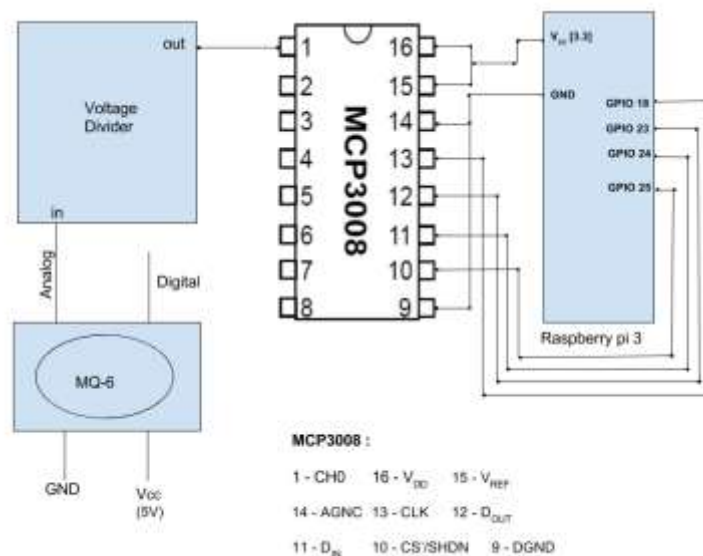 out
Voltage
Divider
in
Analog
Digital
MQ-6
GND
Vcc
(5V)
MCP3008
1 16
2 15
3 14
4 13
5 12
6 11
7 10
8 9
[3.3]
GND
GPIO 18
GPIO 23
GPIO 24
GPIO 25
Raspberry pi 3
MCP3008 :
1 - CH0 16 - VDD 15 - VREF
14 - AGNC 13 - CLK 12 - DOUT
11 - DIN 10 - CS'/SHDN 9 - DGND